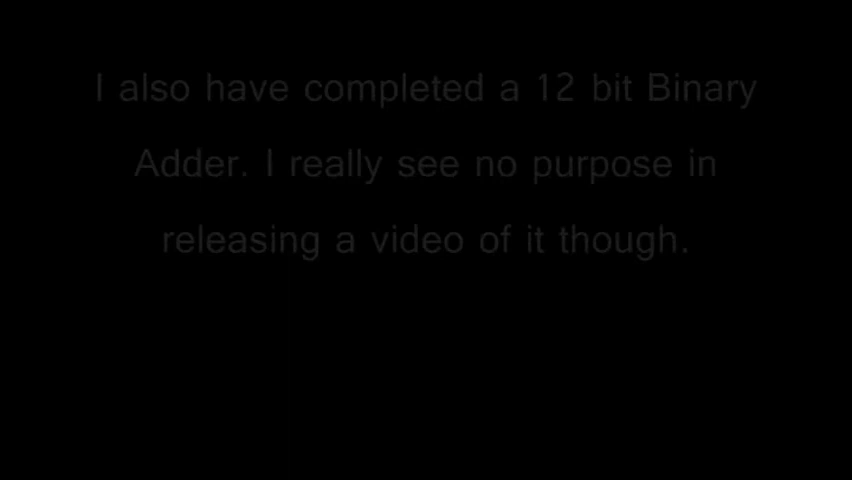 I also have completed a 12 bit Binary
Adder. I really see no purpose in
releasing a video of it though.